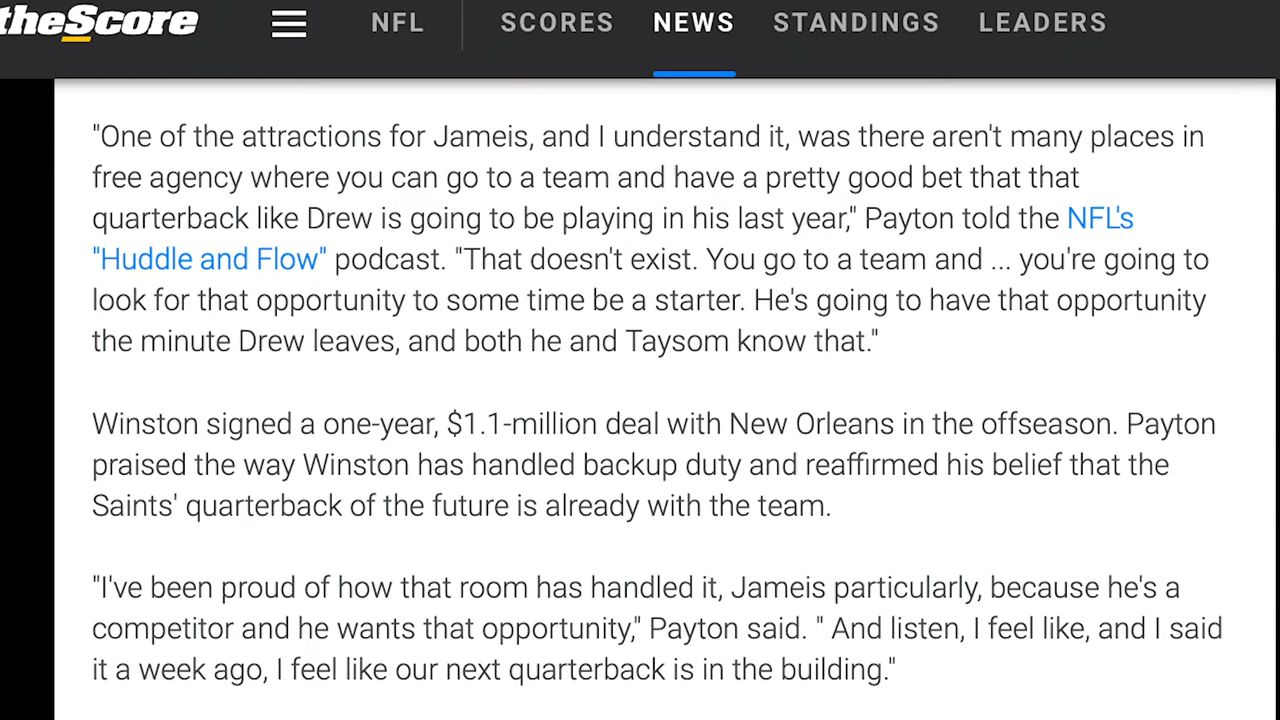 theScore
NFL
SCORES
NEWS
STANDINGS
LEADERS
"One of the attractions for Jameis, and I understand it, was there aren't many places in
free agency where you can go to a team and have a pretty good bet that that
quarterback like Drew is going to be playing in his last year," Payton told the NFL's
"Huddle and Flow" podcast. "That doesn't exist. You go to a team and ... you're going to
look for that opportunity to some time be a starter. He's going to have that opportunity
the minute Drew leaves, and both he and Taysom know that."
Winston signed a one-year, $1.1-million deal with New Orleans in the offseason. Payton
praised the way Winston has handled backup duty and reaffirmed his belief that the
Saints' quarterback of the future is already with the team.
"I've been proud of how that room has handled it, Jameis particularly, because he's a
competitor and he wants that opportunity," Payton said. " And listen, I feel like, and I said
it a week ago, I feel like our next quarterback is in the building."